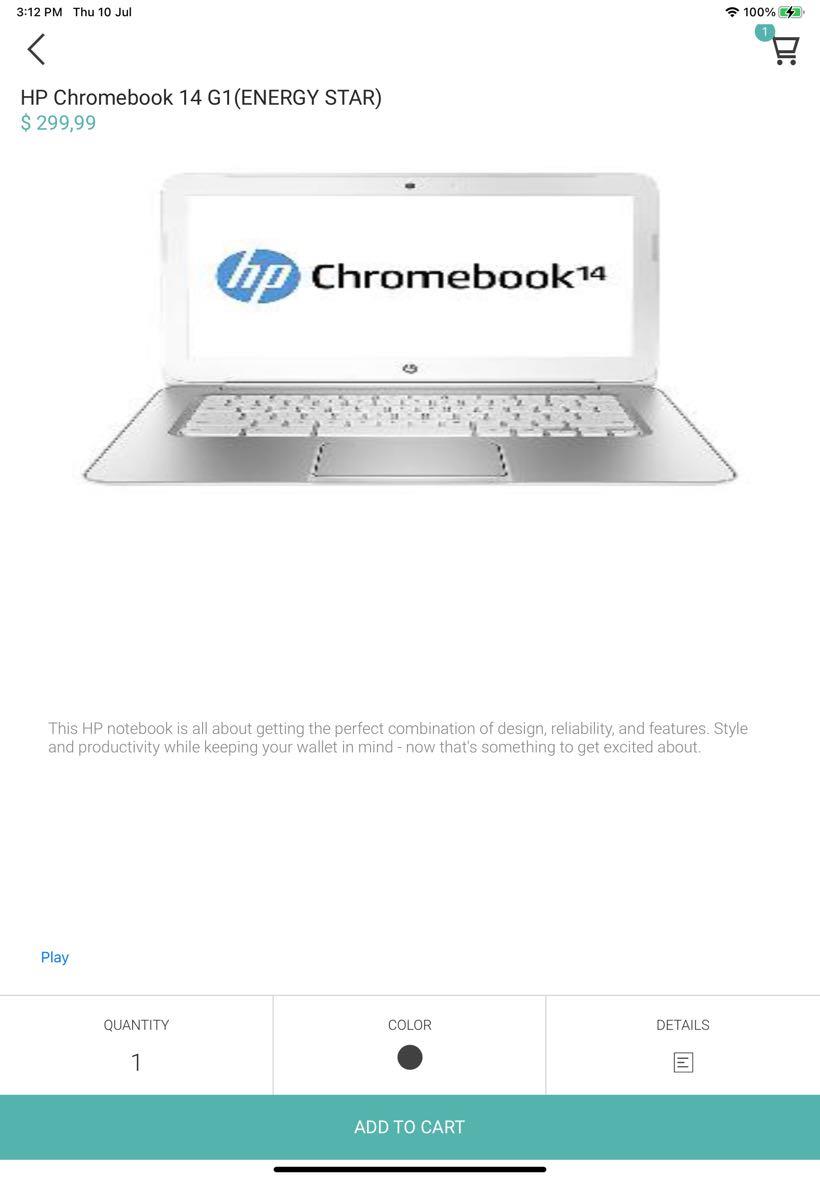 3:12 PM Thu 10 Jul
100%
1
HP Chromebook 14 G1(ENERGY STAR)
$ 299,99
hp Chromebook14
This HP notebook is all about getting the perfect combination of design, reliability, and features. Style
and productivity while keeping your wallet in mind - now that's something to get excited about.
Play
QUANTITY
COLOR
DETAILS
1
ADD TO CART